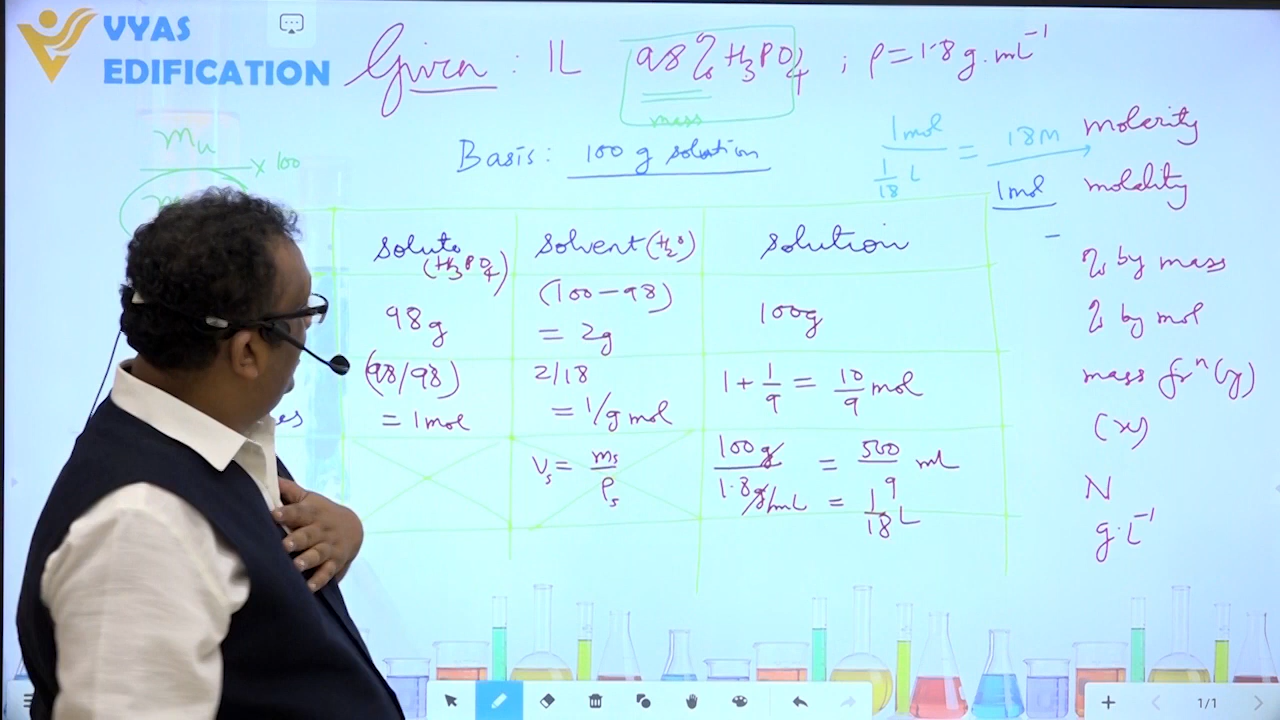 VYAS
EDIFICATION
Given : 1L 98% H₃PO₄ ; ρ = 1.8 g.mL⁻¹
mass
Basis: 100 g solution
× 100
1mol
1/18 L
= 18M
molarity
1mol
molality
% by mass
% by mol
mass frⁿ (y)
(x)
N
g.L⁻¹
solute (H₃PO₄)
solvent (H₂O)
solution
98 g
(100 - 98)
= 2g
100g
(98/98)
= 1mol
2/18
= 1/9 mol
1 + 1/9 = 10/9 mol
Vs = ms/ρs
100g / 1.8g/mL = 500/9 mL
= 1/18 L
1/1